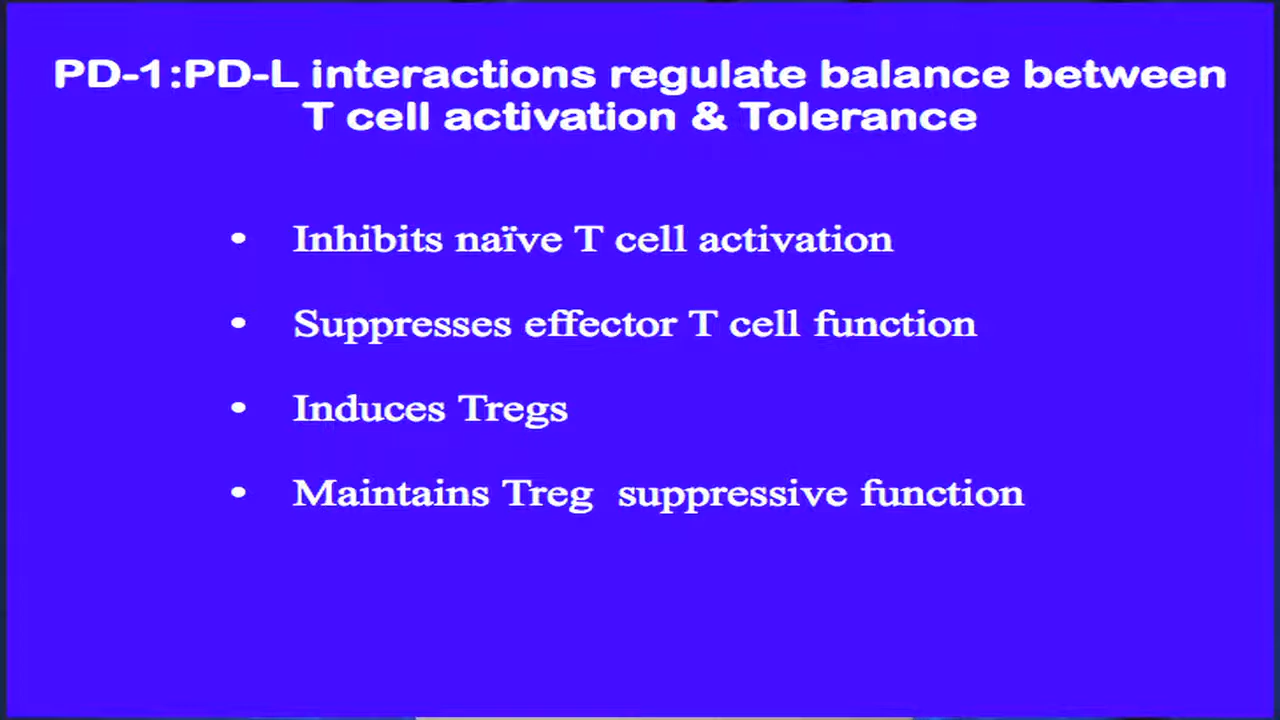 PD-1:PD-L interactions regulate balance between
T cell activation & Tolerance
• Inhibits naïve T cell activation
• Suppresses effector T cell function
• Induces Tregs
• Maintains Treg  suppressive function